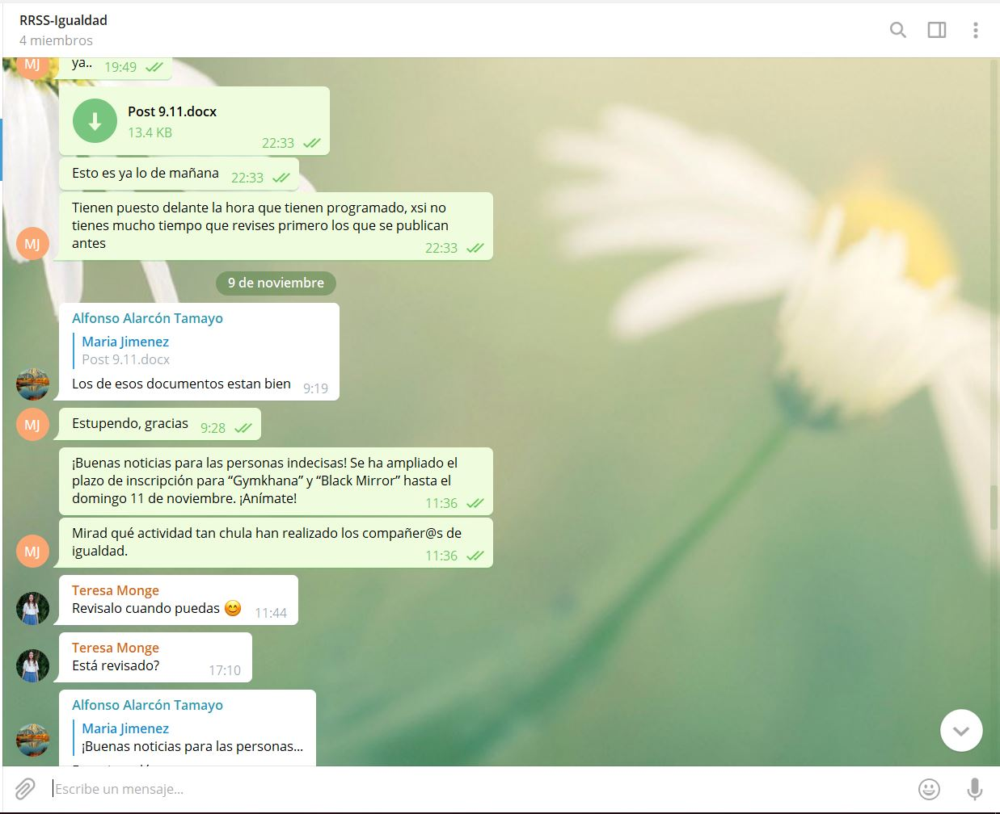 RRSS-Igualdad
4 miembros
MJ
ya.. 19:49
Post 9.11.docx
13.4 KB
22:33
Esto es ya lo de mañana 22:33
Tienen puesto delante la hora que tienen programado, xsi no
tienes mucho tiempo que revises primero los que se publican
antes
22:33
MJ
9 de noviembre
Alfonso Alarcón Tamayo
Maria Jimenez
Post 9.11.docx
Los de esos documentos estan bien 9:19
MJ
Estupendo, gracias 9:28
¡Buenas noticias para las personas indecisas! Se ha ampliado el
plazo de inscripción para “Gymkhana” y “Black Mirror” hasta el
domingo 11 de noviembre. ¡Anímate!
11:36
Mirad qué actividad tan chula han realizado los compañer@s de
igualdad.
11:36
MJ
Teresa Monge
Revisalo cuando puedas 😊 11:44
Teresa Monge
Está revisado? 17:10
Alfonso Alarcón Tamayo
Maria Jimenez
¡Buenas noticias para las personas...
Escribe un mensaje...